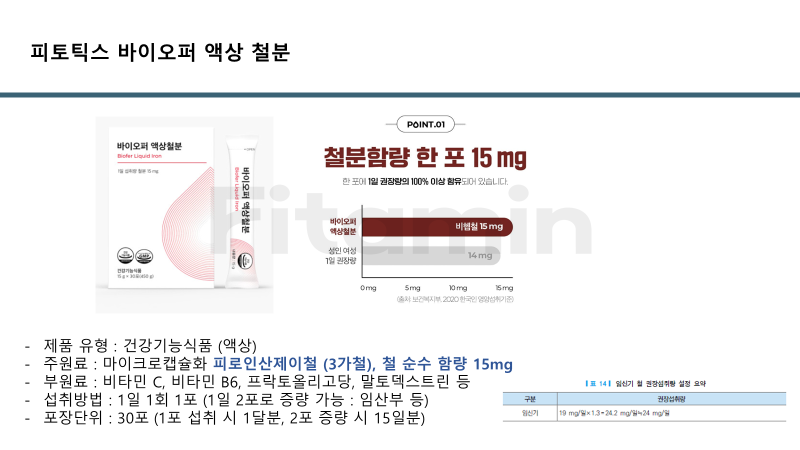 피토틱스 바이오퍼 액상 철분
바이오퍼 액상철분
Biofer Liquid Iron
1일 섭취량 철분 15 mg
건강기능식품
15 g × 30포(450 g)
바이오퍼 액상철분
Biofer Liquid Iron
Fitamin
POINT.01
철분함량 한 포 15 mg
한 포에 1일 권장량의 100% 이상 함유되어 있습니다.
바이오퍼
액상철분
비헴철 15 mg
성인 여성
1일 권장량
14 mg
0 mg 5mg 10 mg 15 mg
(출처: 보건복지부, 2020 한국인 영양섭취기준)
- 제품 유형 : 건강기능식품 (액상)
- 주원료 : 마이크로캡슐화 피로인산제이철 (3가철), 철 순수 함량 15mg
- 부원료 : 비타민 C, 비타민 B6, 프락토올리고당, 말토덱스트린 등
- 섭취방법 : 1일 1회 1포 (1일 2포로 증량 가능 : 임산부 등)
- 포장단위 : 30포 (1포 섭취 시 1달분, 2포 증량 시 15일분)
표 14 임신기 철 권장섭취량 설정 요약
구분 권장섭취량
임신기 19 mg/일×1.3=24.2 mg/일≒24 mg/일